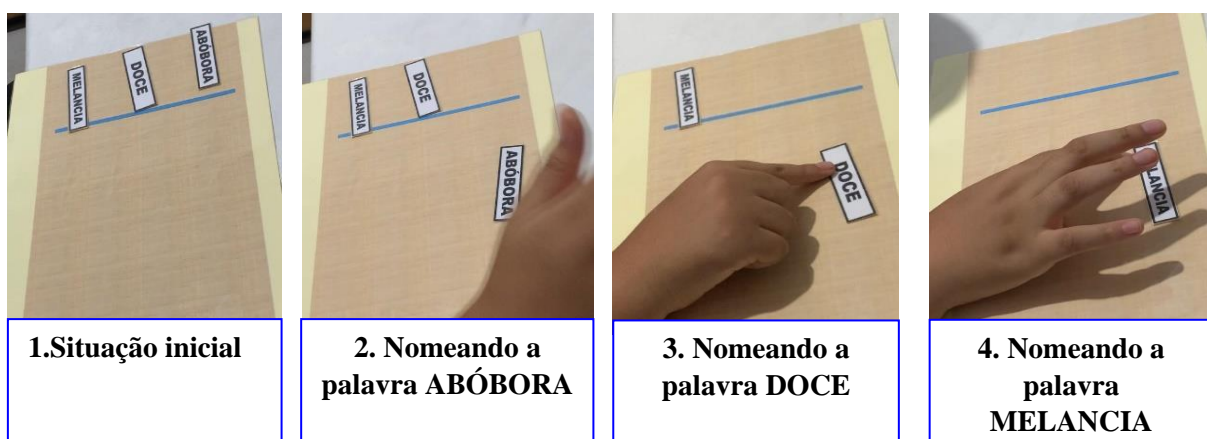 MELANCIA
DOCE
ABÓBORA
1.Situação inicial
MELANCIA
DOCE
ABÓBORA
2. Nomeando a
palavra ABÓBORA
MELANCIA
DOCE
3. Nomeando a
palavra DOCE
LANCIA
4. Nomeando a
palavra
MELANCIA